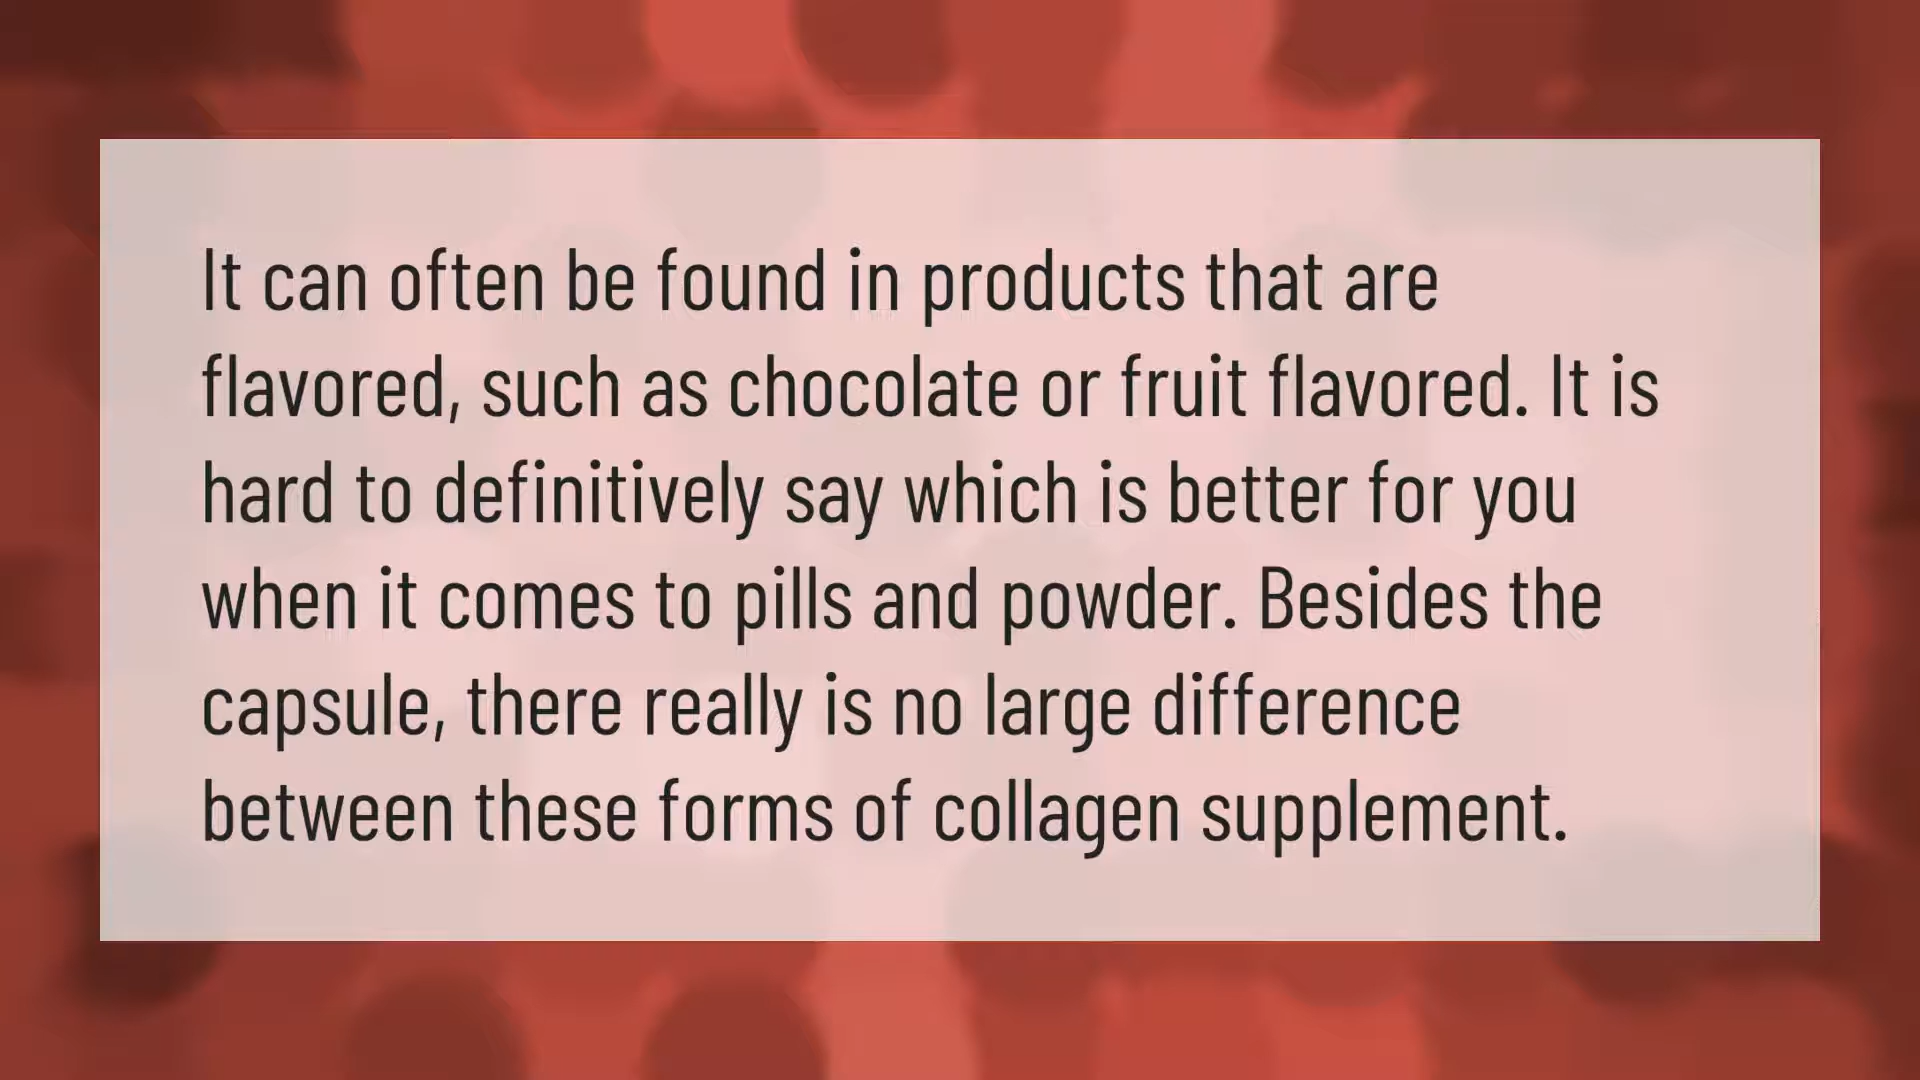 It can often be found in products that are
flavored, such as chocolate or fruit flavored. It is
hard to definitively say which is better for you
when it comes to pills and powder. Besides the
capsule, there really is no large difference
between these forms of collagen supplement.